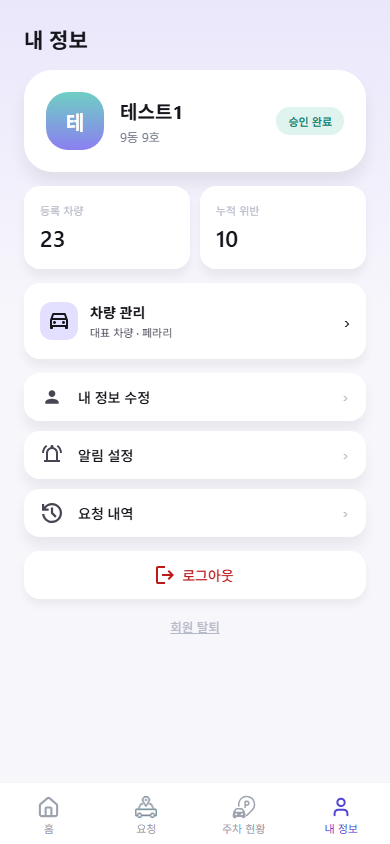 내 정보
테
테스트1
9동 9호
승인 완료
등록 차량
23
누적 위반
10
차량 관리
대표 차량 · 페라리
›
내 정보 수정
›
알림 설정
›
요청 내역
›
로그아웃
회원 탈퇴
P
홈
요청
주차 현황
내 정보